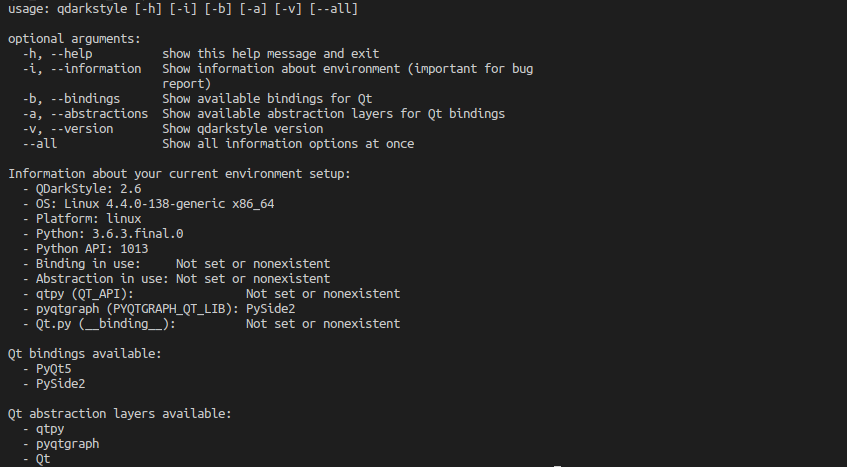 usage: qdarkstyle [-h] [-i] [-b] [-a] [-v] [--all]
optional arguments:
-h, --help show this help message and exit
-i, --information Show information about environment (important for bug
report)
-b, --bindings Show available bindings for Qt
-a, --abstractions Show available abstraction layers for Qt bindings
-v, --version Show qdarkstyle version
--all Show all information options at once
Information about your current environment setup:
- QDarkStyle: 2.6
- OS: Linux 4.4.0-138-generic x86_64
- Platform: linux
- Python: 3.6.3.final.0
- Python API: 1013
- Binding in use: Not set or nonexistent
- Abstraction in use: Not set or nonexistent
- qtpy (QT_API): Not set or nonexistent
- pyqtgraph (PYQTGRAPH_QT_LIB): PySide2
- Qt.py (__binding__): Not set or nonexistent
Qt bindings available:
- PyQt5
- PySide2
Qt abstraction layers available:
- qtpy
- pyqtgraph
- Qt